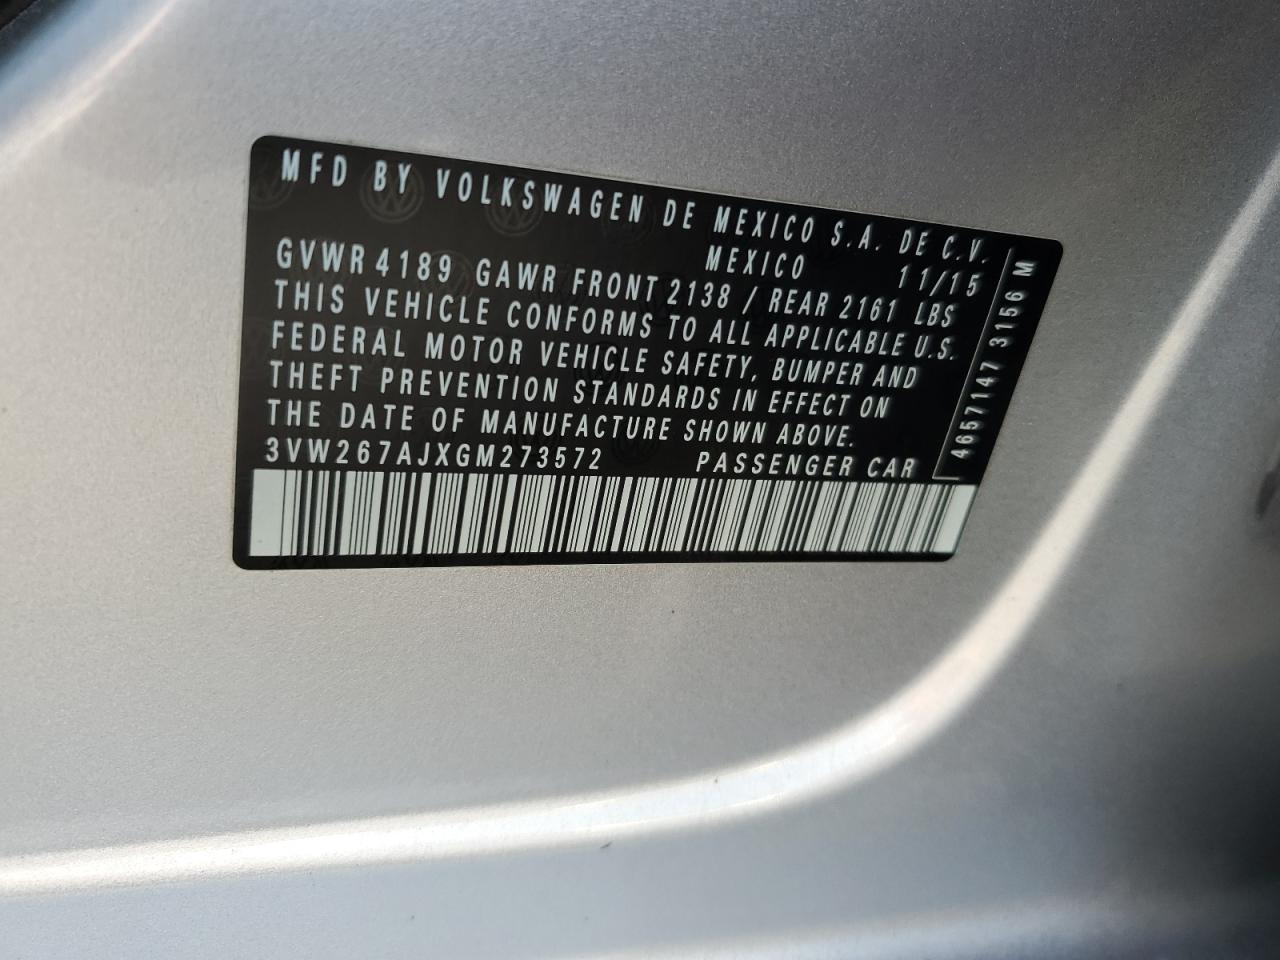 MFD BY VOLKSWAGEN DE MEXICO S.A. DE C.V.
MEXICO 11/15
GVWR 4189 GAWR FRONT 2138 / REAR 2161 LBS
THIS VEHICLE CONFORMS TO ALL APPLICABLE U.S.
FEDERAL MOTOR VEHICLE SAFETY, BUMPER AND
THEFT PREVENTION STANDARDS IN EFFECT ON
THE DATE OF MANUFACTURE SHOWN ABOVE.
3VW267AJXGM273572 PASSENGER CAR
4657147 3156 M